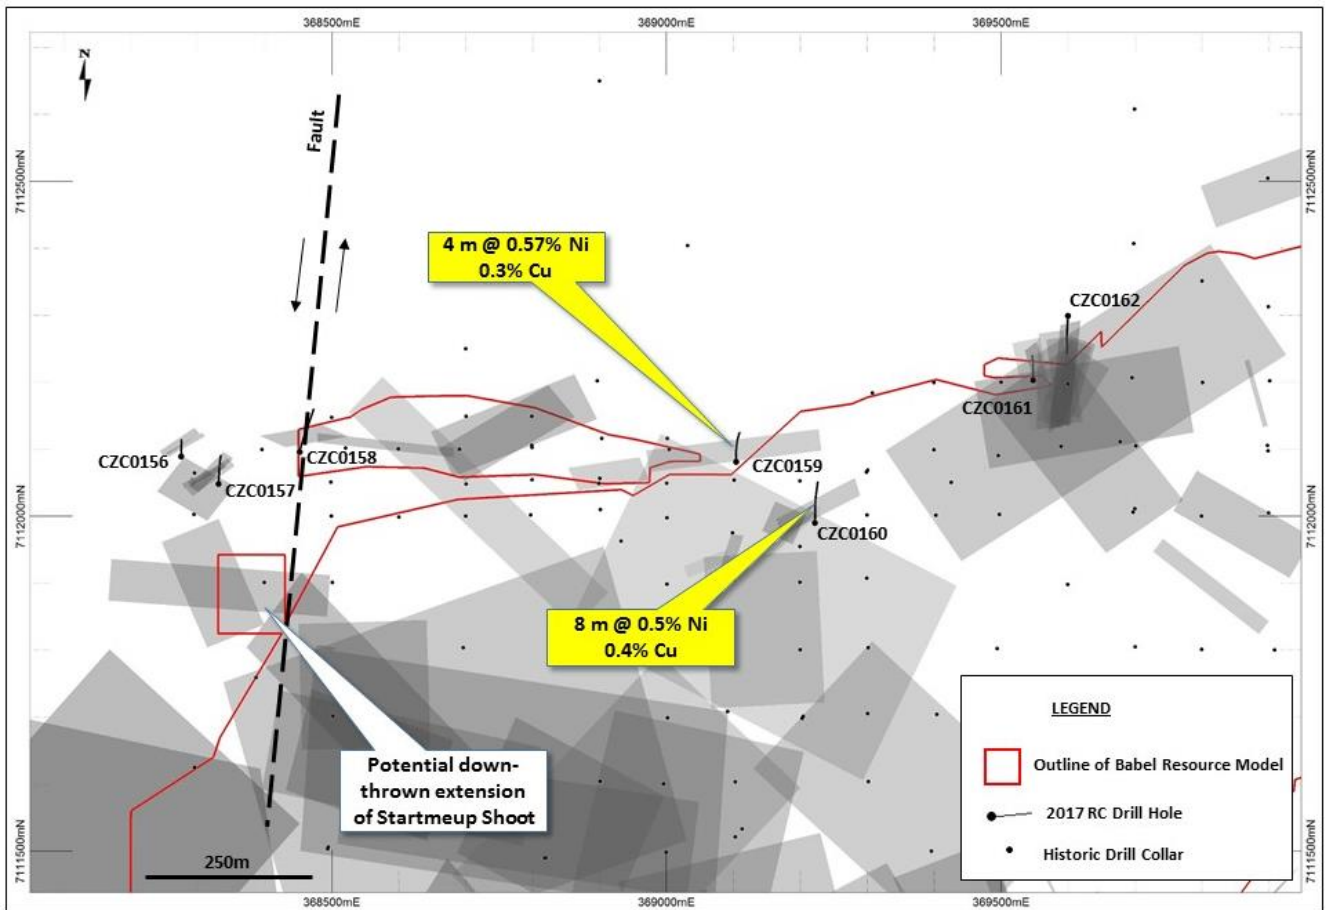 368500mE
369000mE
369500mE
N
Fault
7112500mN
7112500mN
4 m @ 0.57% Ni
0.3% Cu
CZC0162
CZC0161
CZC0156
CZC0158
CZC0159
CZC0157
7112000mN
7112000mN
CZC0160
8 m @ 0.5% Ni
0.4% Cu
Potential down-
thrown extension
of Startmeup Shoot
LEGEND
Outline of Babel Resource Model
2017 RC Drill Hole
Historic Drill Collar
7111500mN
7111500mN
250m
368500mE
369000mE
369500mE